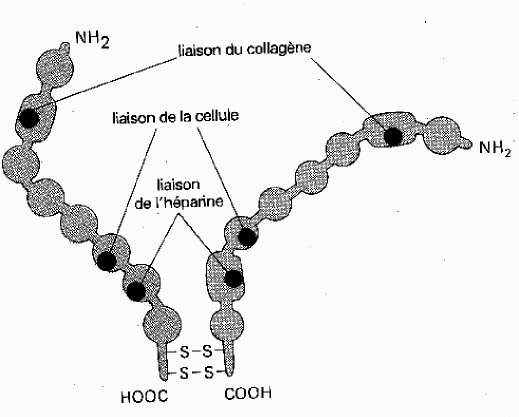 NH₂
liaison du collagène
liaison de la cellule
NH₂
liaison
de l'héparine
S-S
S-S
HOOC
COOH